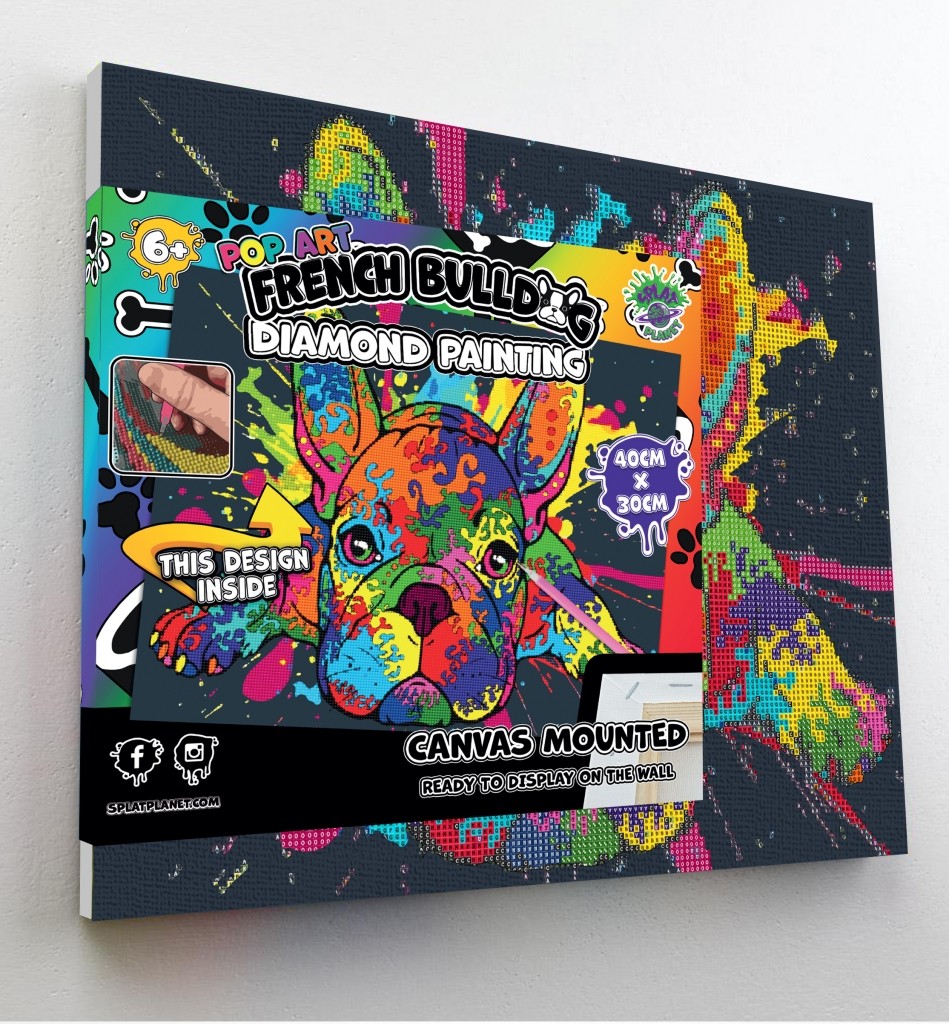 6+
POP ART
FRENCH BULLDOG
DIAMOND PAINTING
SPLAT
PLANET
40CM
X
30CM
THIS DESIGN
INSIDE
CANVAS MOUNTED
READY TO DISPLAY ON THE WALL
f
SPLATPLANET.COM